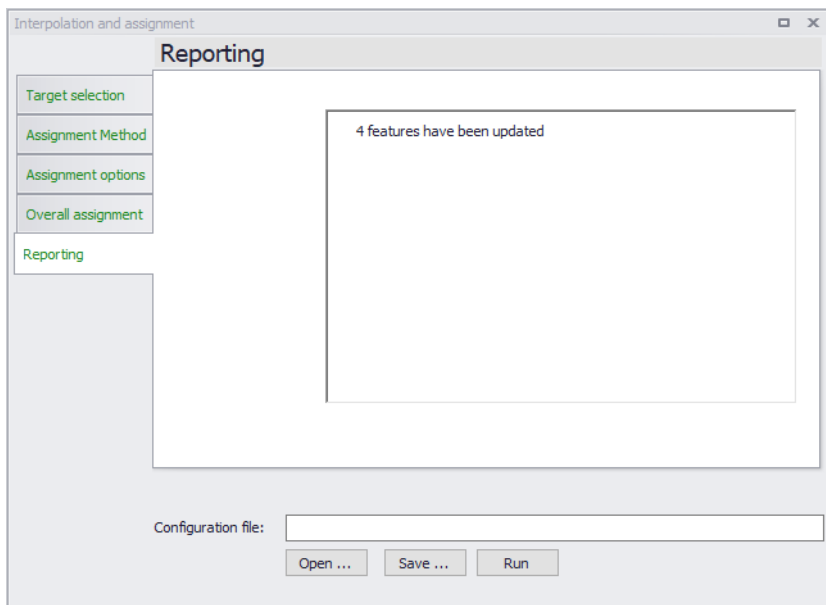 Interpolation and assignment
Reporting
Target selection
Assignment Method
Assignment options
Overall assignment
Reporting
4 features have been updated
Configuration file:
Open ... Save ... Run